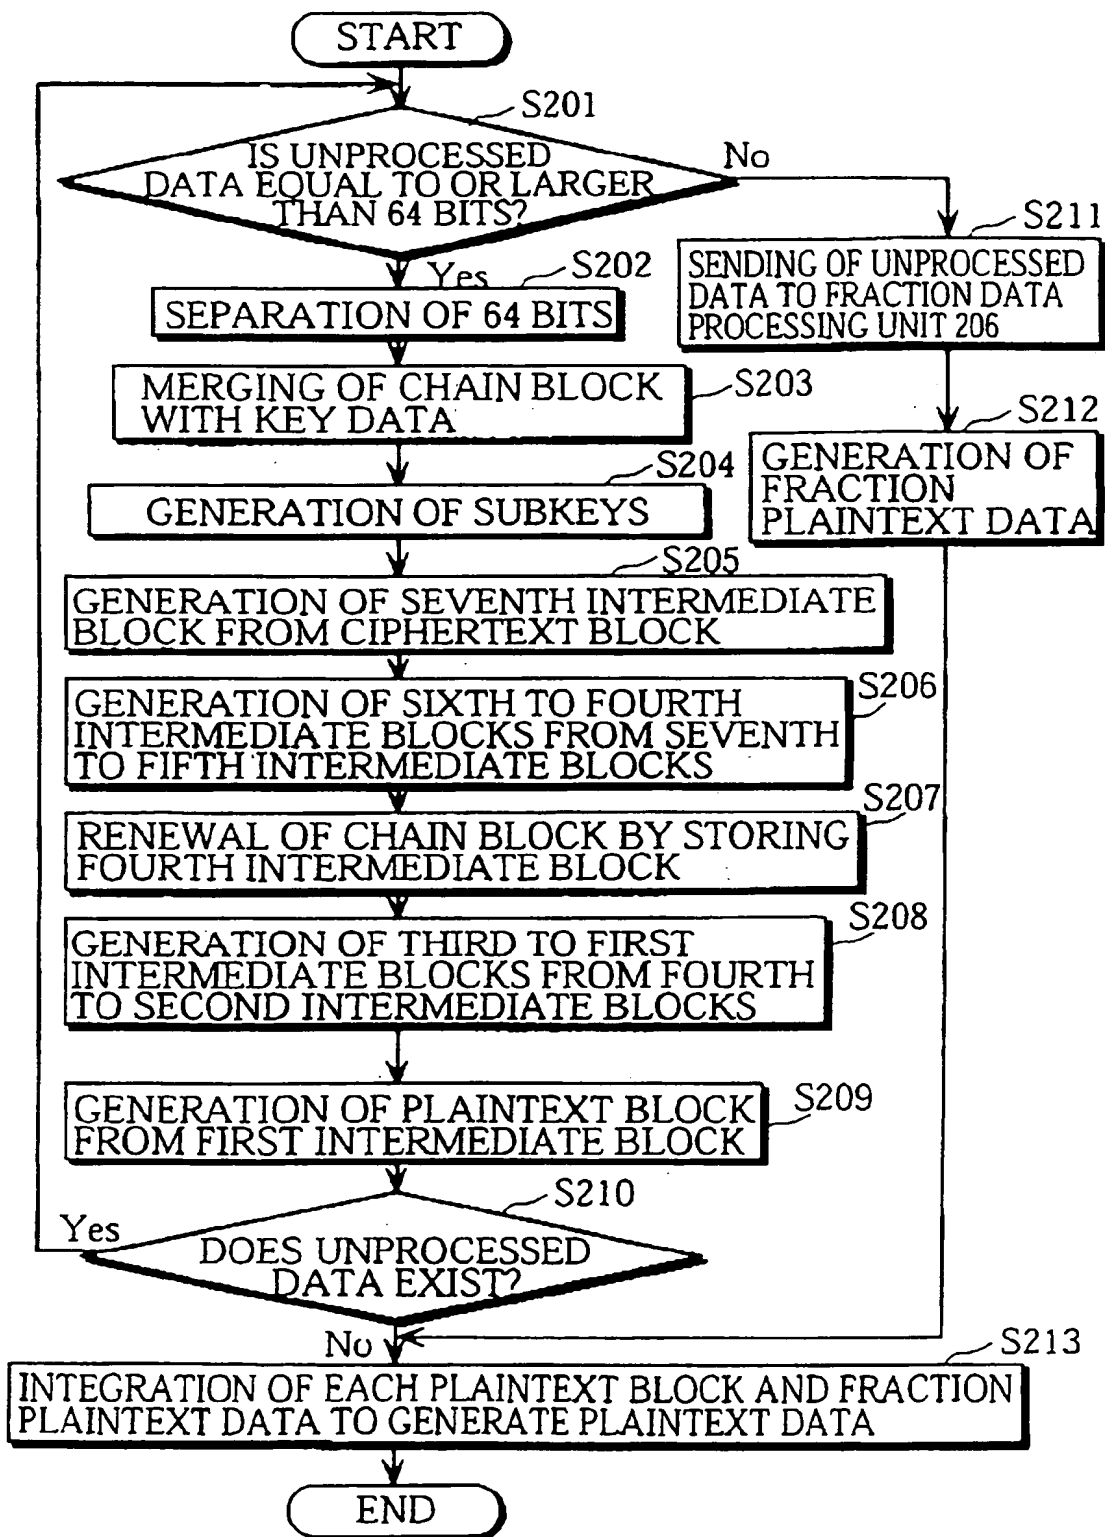 START
S201
IS UNPROCESSED
DATA EQUAL TO OR LARGER
THAN 64 BITS?
No
Yes
S202
SEPARATION OF 64 BITS
S203
MERGING OF CHAIN BLOCK
WITH KEY DATA
S204
GENERATION OF SUBKEYS
S205
GENERATION OF SEVENTH INTERMEDIATE
BLOCK FROM CIPHERTEXT BLOCK
S206
GENERATION OF SIXTH TO FOURTH
INTERMEDIATE BLOCKS FROM SEVENTH
TO FIFTH INTERMEDIATE BLOCKS
S207
RENEWAL OF CHAIN BLOCK BY STORING
FOURTH INTERMEDIATE BLOCK
S208
GENERATION OF THIRD TO FIRST
INTERMEDIATE BLOCKS FROM FOURTH
TO SECOND INTERMEDIATE BLOCKS
S209
GENERATION OF PLAINTEXT BLOCK
FROM FIRST INTERMEDIATE BLOCK
S210
Yes
DOES UNPROCESSED
DATA EXIST?
No
S211
SENDING OF UNPROCESSED
DATA TO FRACTION DATA
PROCESSING UNIT 206
S212
GENERATION OF
FRACTION
PLAINTEXT DATA
S213
INTEGRATION OF EACH PLAINTEXT BLOCK AND FRACTION
PLAINTEXT DATA TO GENERATE PLAINTEXT DATA
END